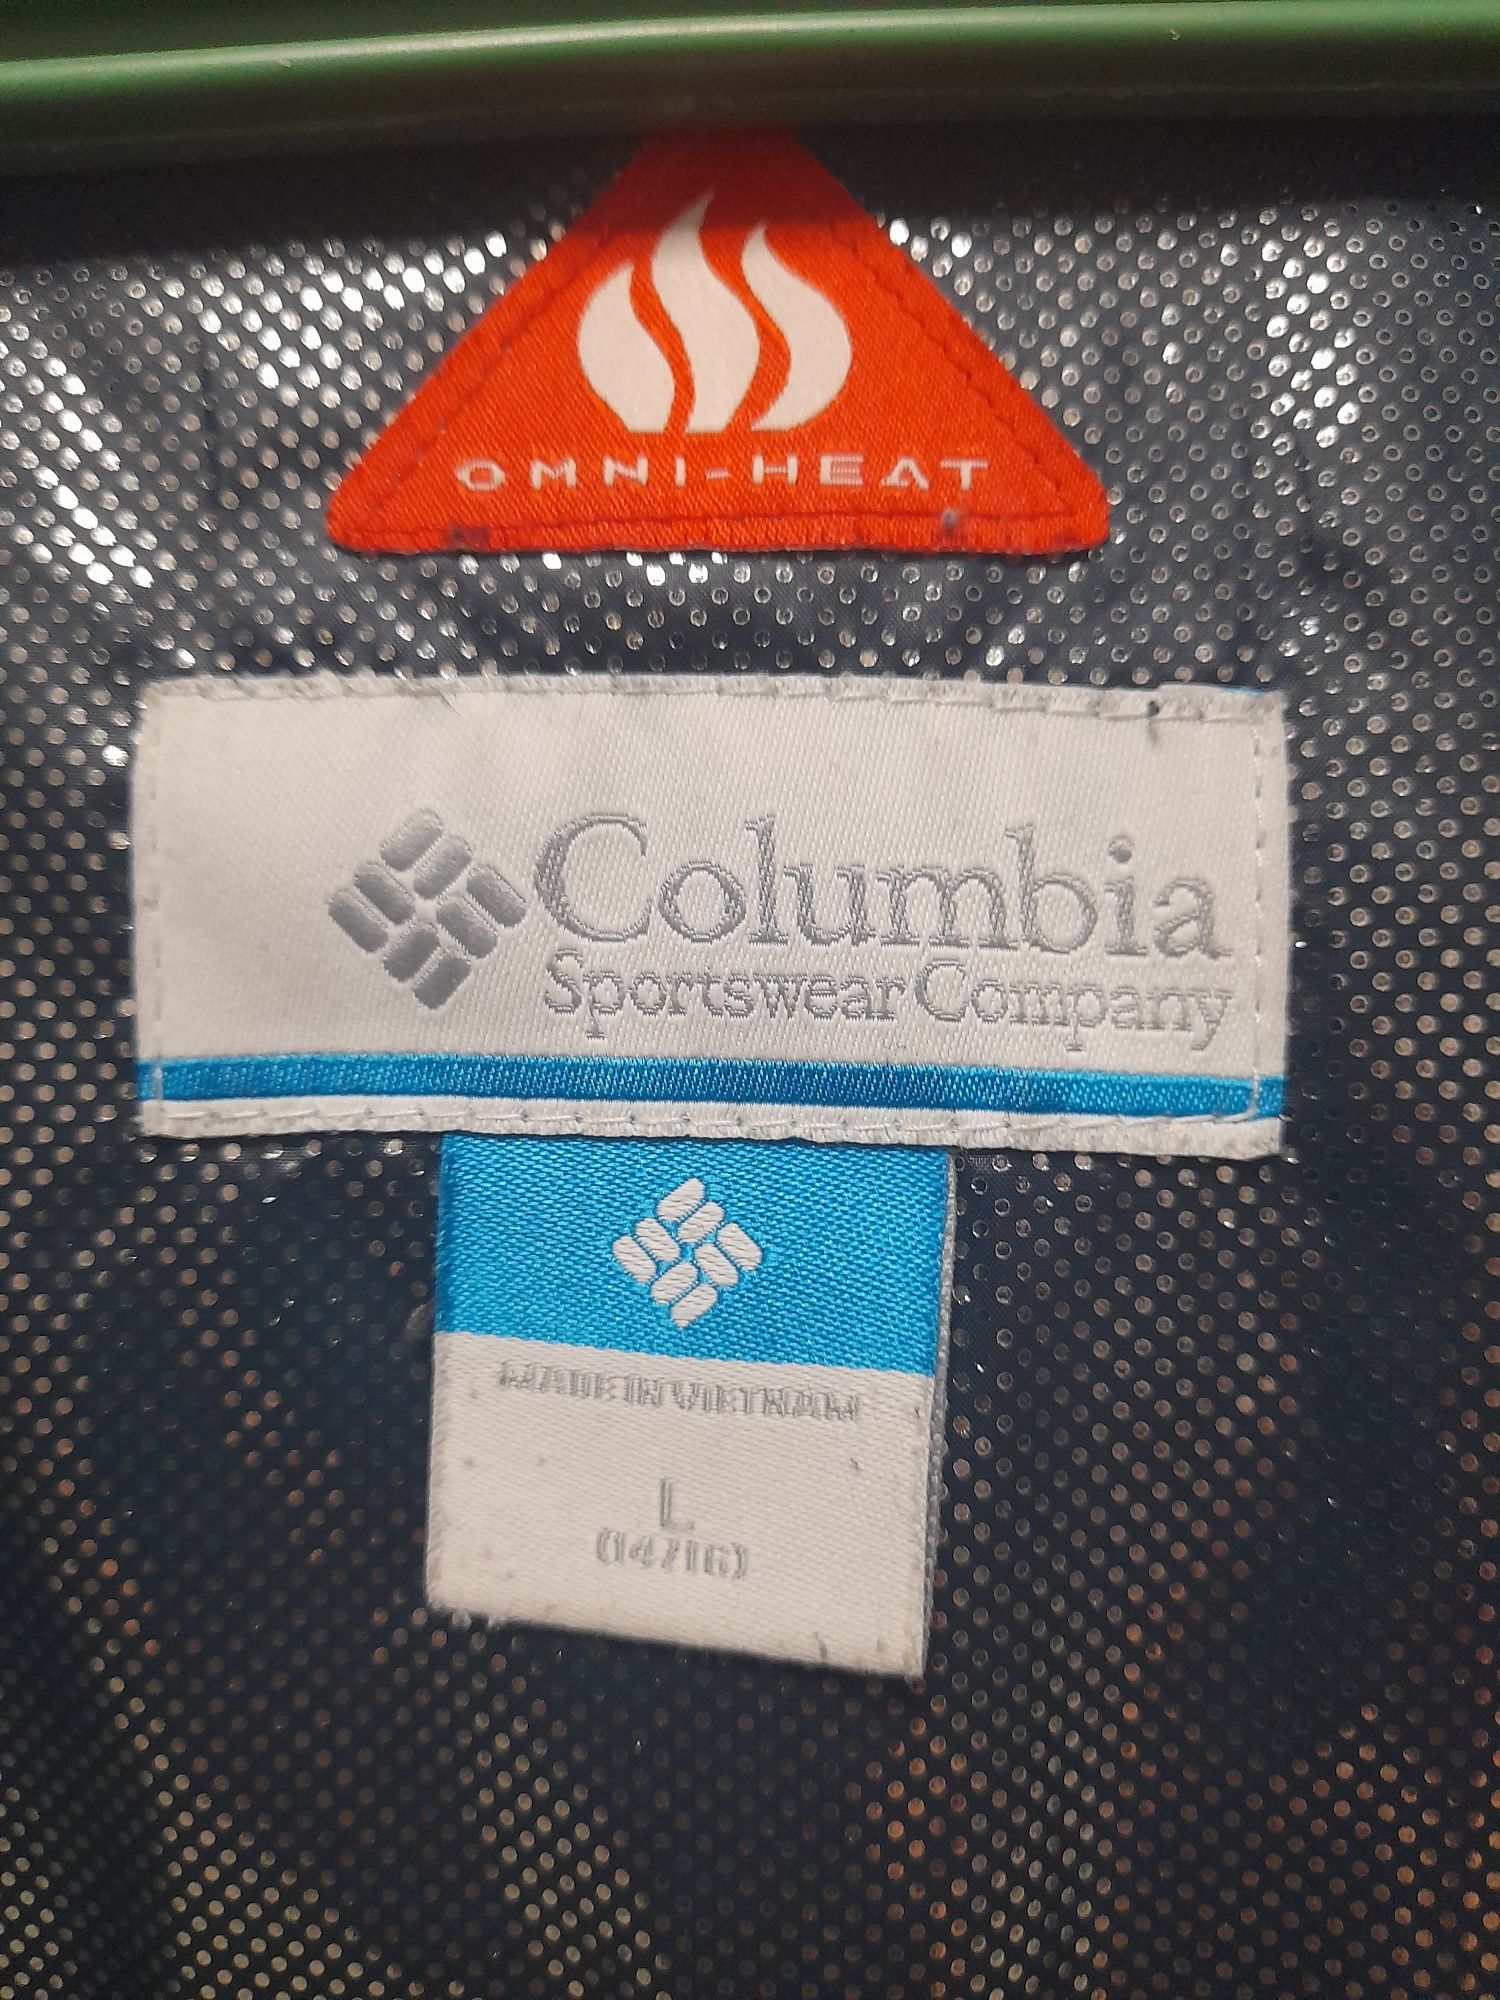 OMNI-HEAT
Columbia
Sportswear Company
MADE IN VIETNAM
L
(14/16)